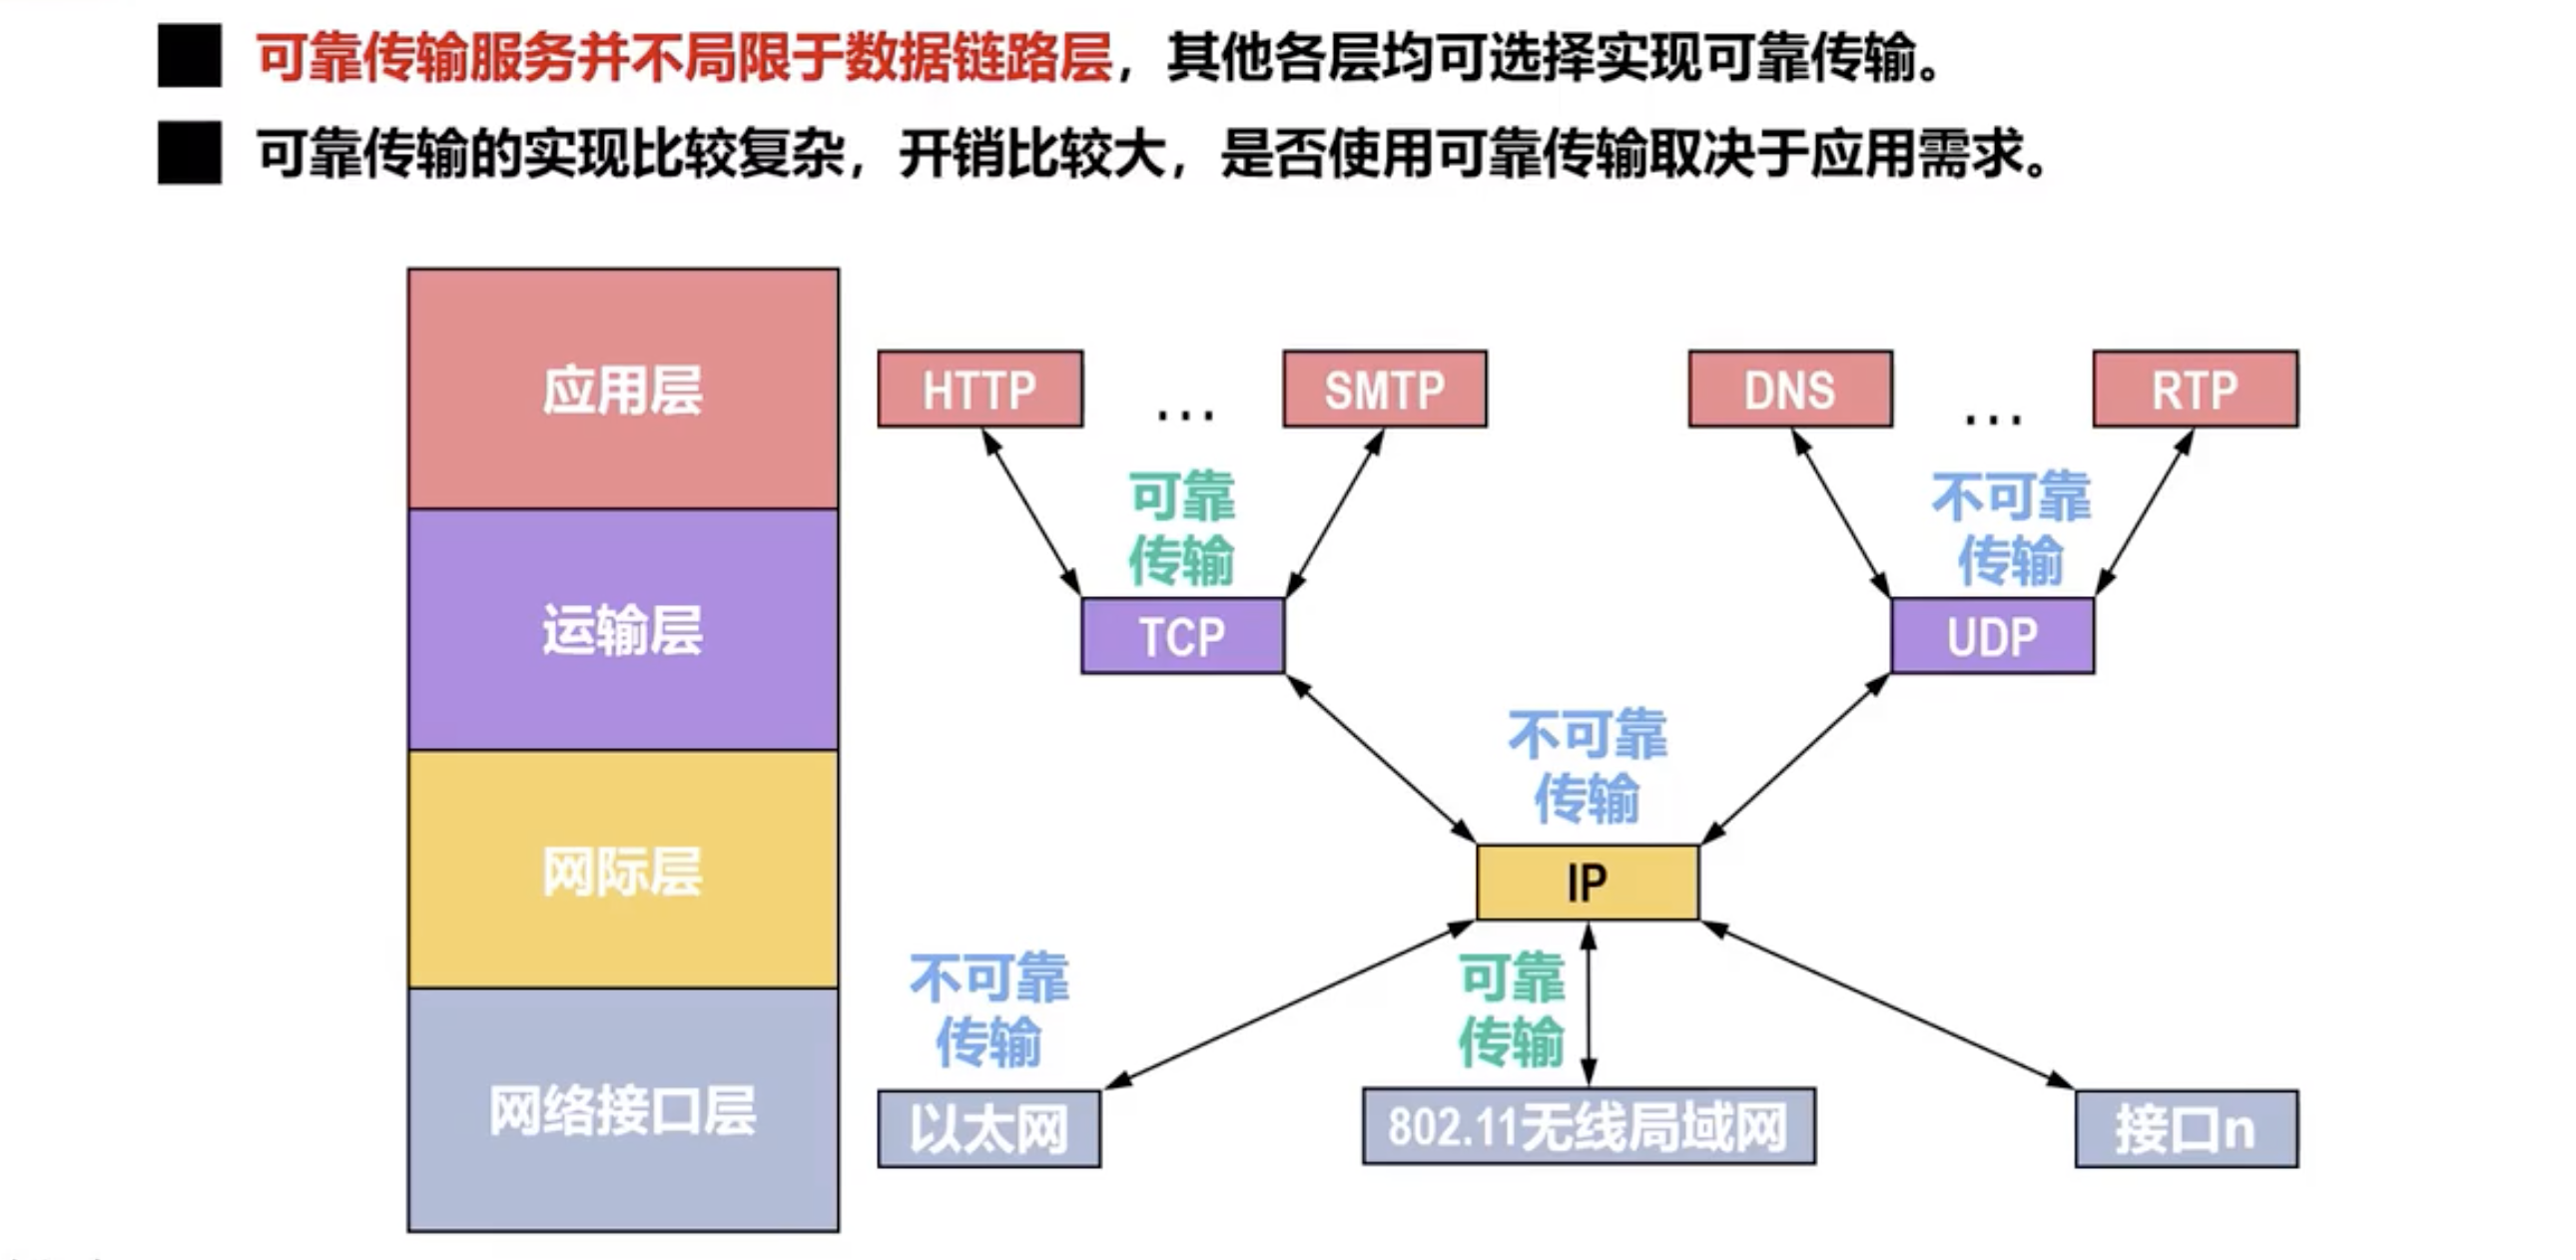 可靠传输服务并不局限于数据链路层，其他各层均可选择实现可靠传输。
可靠传输的实现比较复杂，开销比较大，是否使用可靠传输取决于应用需求。
应用层
HTTP
...
SMTP
DNS
...
RTP
可靠
传输
不可靠
传输
运输层
TCP
UDP
不可靠
传输
网际层
IP
不可靠
传输
可靠
传输
网络接口层
以太网
802.11无线局域网
接口n